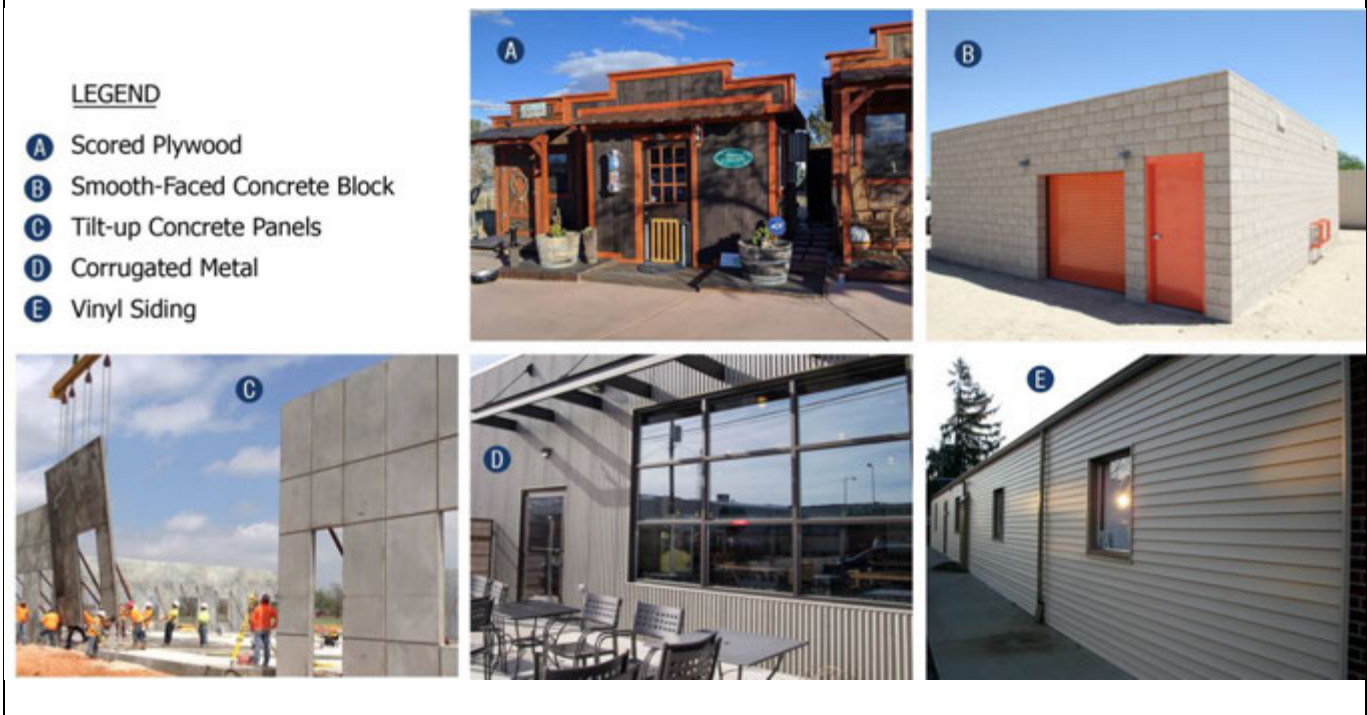 LEGEND
A Scored Plywood
B Smooth-Faced Concrete Block
C Tilt-up Concrete Panels
D Corrugated Metal
E Vinyl Siding
A
B
C
D
E